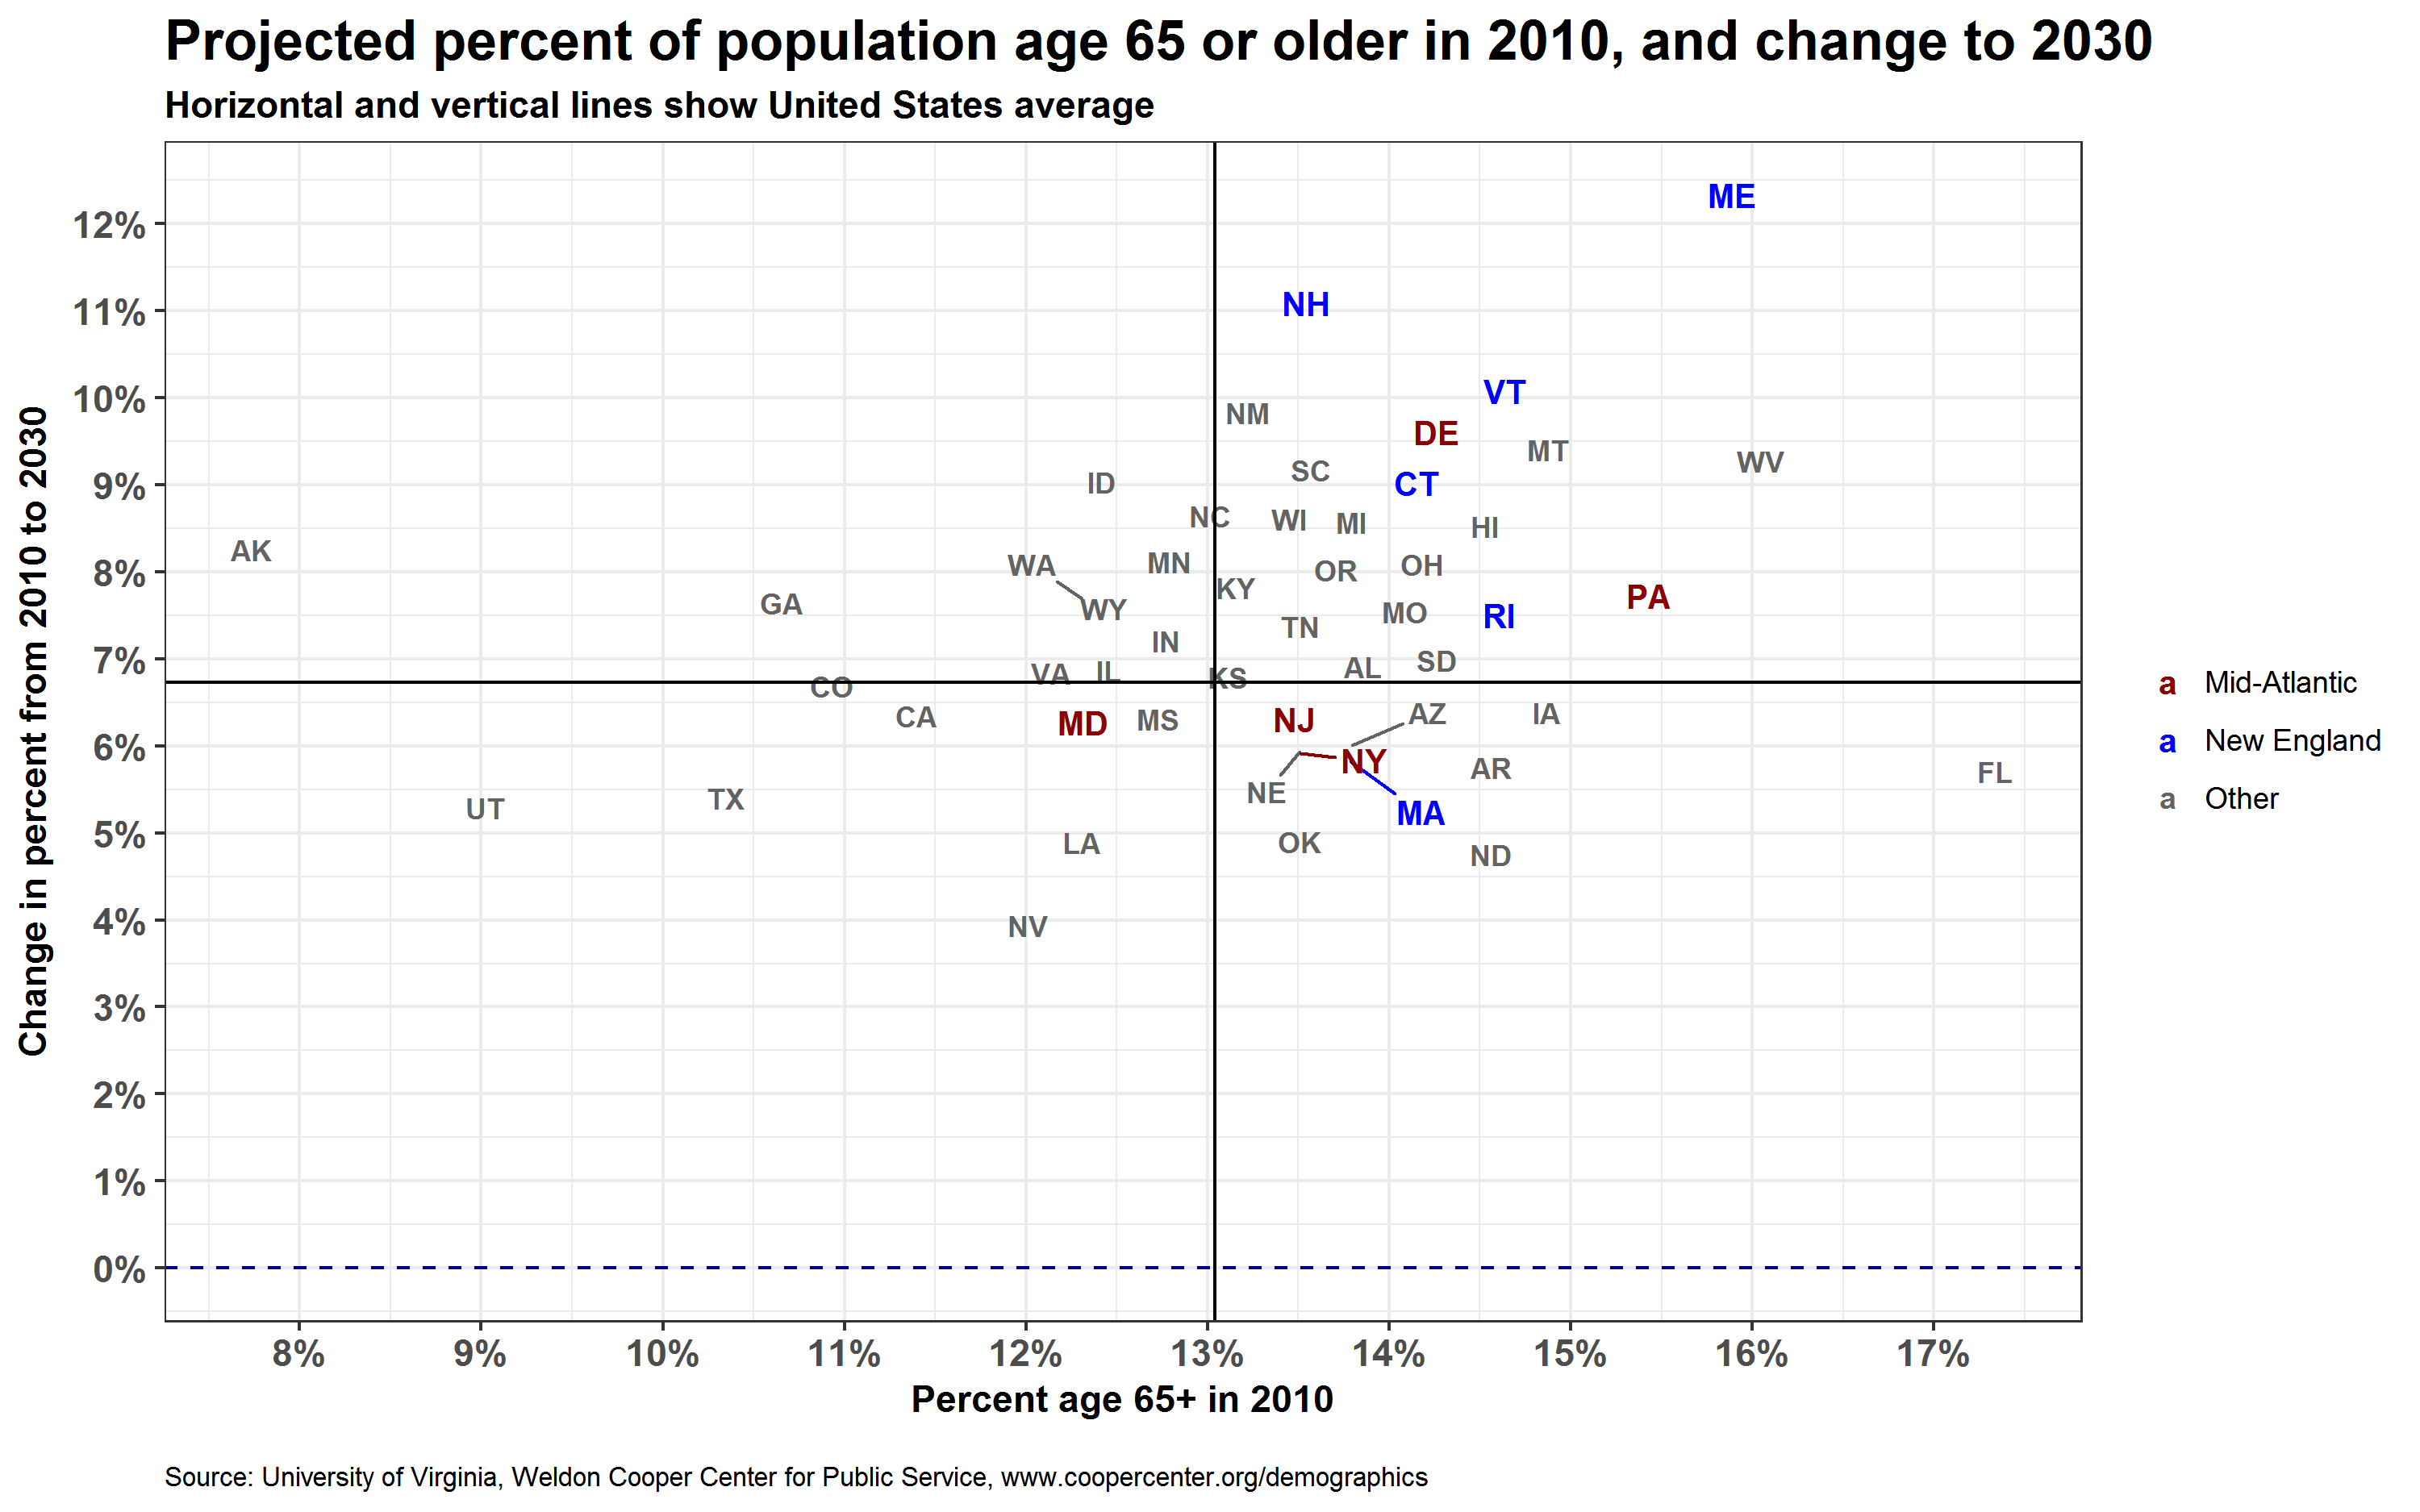 Projected percent of population age 65 or older in 2010, and change to 2030
Horizontal and vertical lines show United States average
Change in percent from 2010 to 2030
12%
11%
10%
9%
8%
7%
6%
5%
4%
3%
2%
1%
0%
ME
NH
VT
NM
DE
MT
WV
SC
ID
CT
NC
WI
MI
HI
AK
WA
MN
OR
OH
KY
PA
GA
WY
MO
RI
TN
IN
SD
AL
VA
IL
KS
CO
CA
MD
MS
NJ
AZ
IA
NY
AR
FL
NE
UT
TX
MA
LA
OK
ND
NV
8%
9%
10%
11%
12%
13%
14%
15%
16%
17%
Percent age 65+ in 2010
a Mid-Atlantic
a New England
a Other
Source: University of Virginia, Weldon Cooper Center for Public Service, www.coopercenter.org/demographics